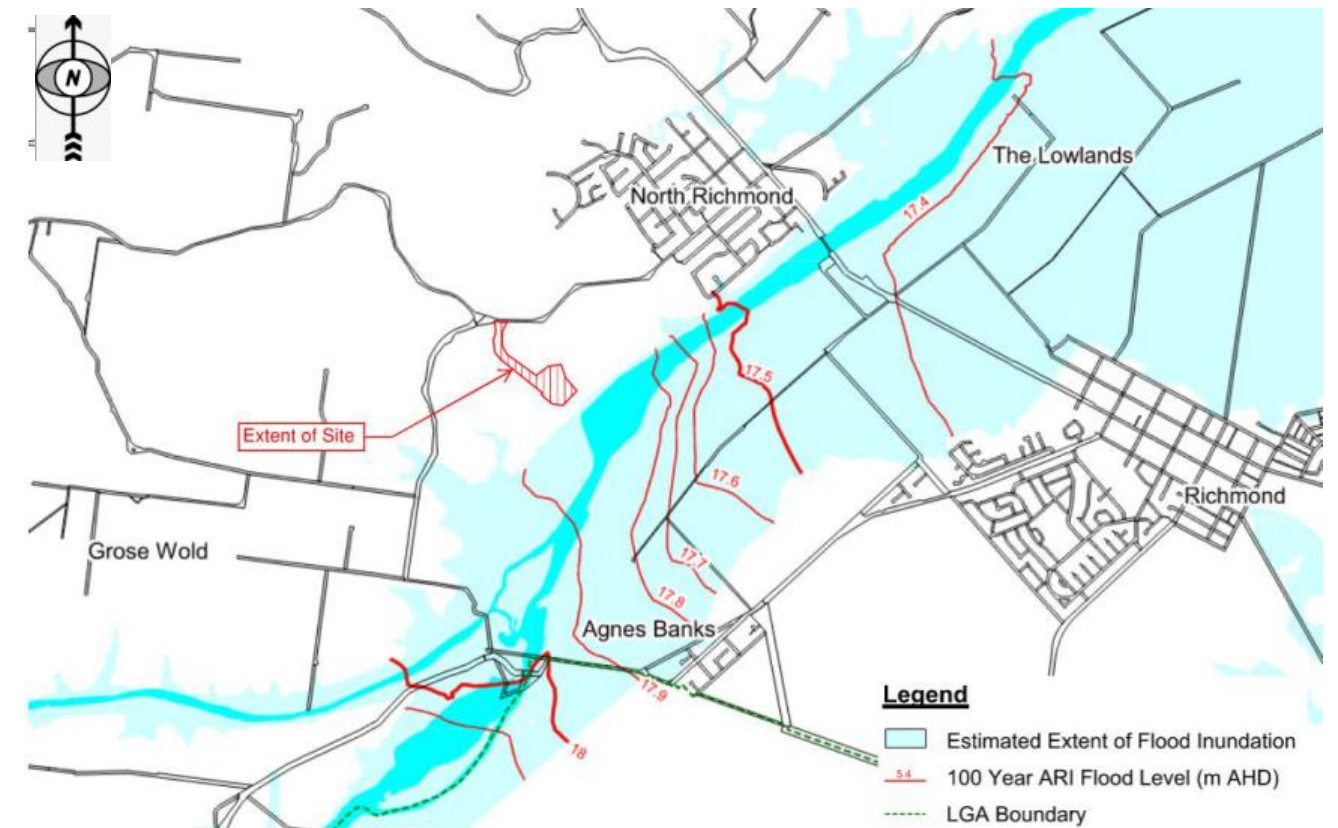 N
The Lowlands
North Richmond
17.4
17.5
Extent of Site
17.6
Richmond
Grose Wold
17.7
17.8
Agnes Banks
17.9
18
Legend
Estimated Extent of Flood Inundation
5.4
100 Year ARI Flood Level (m AHD)
LGA Boundary